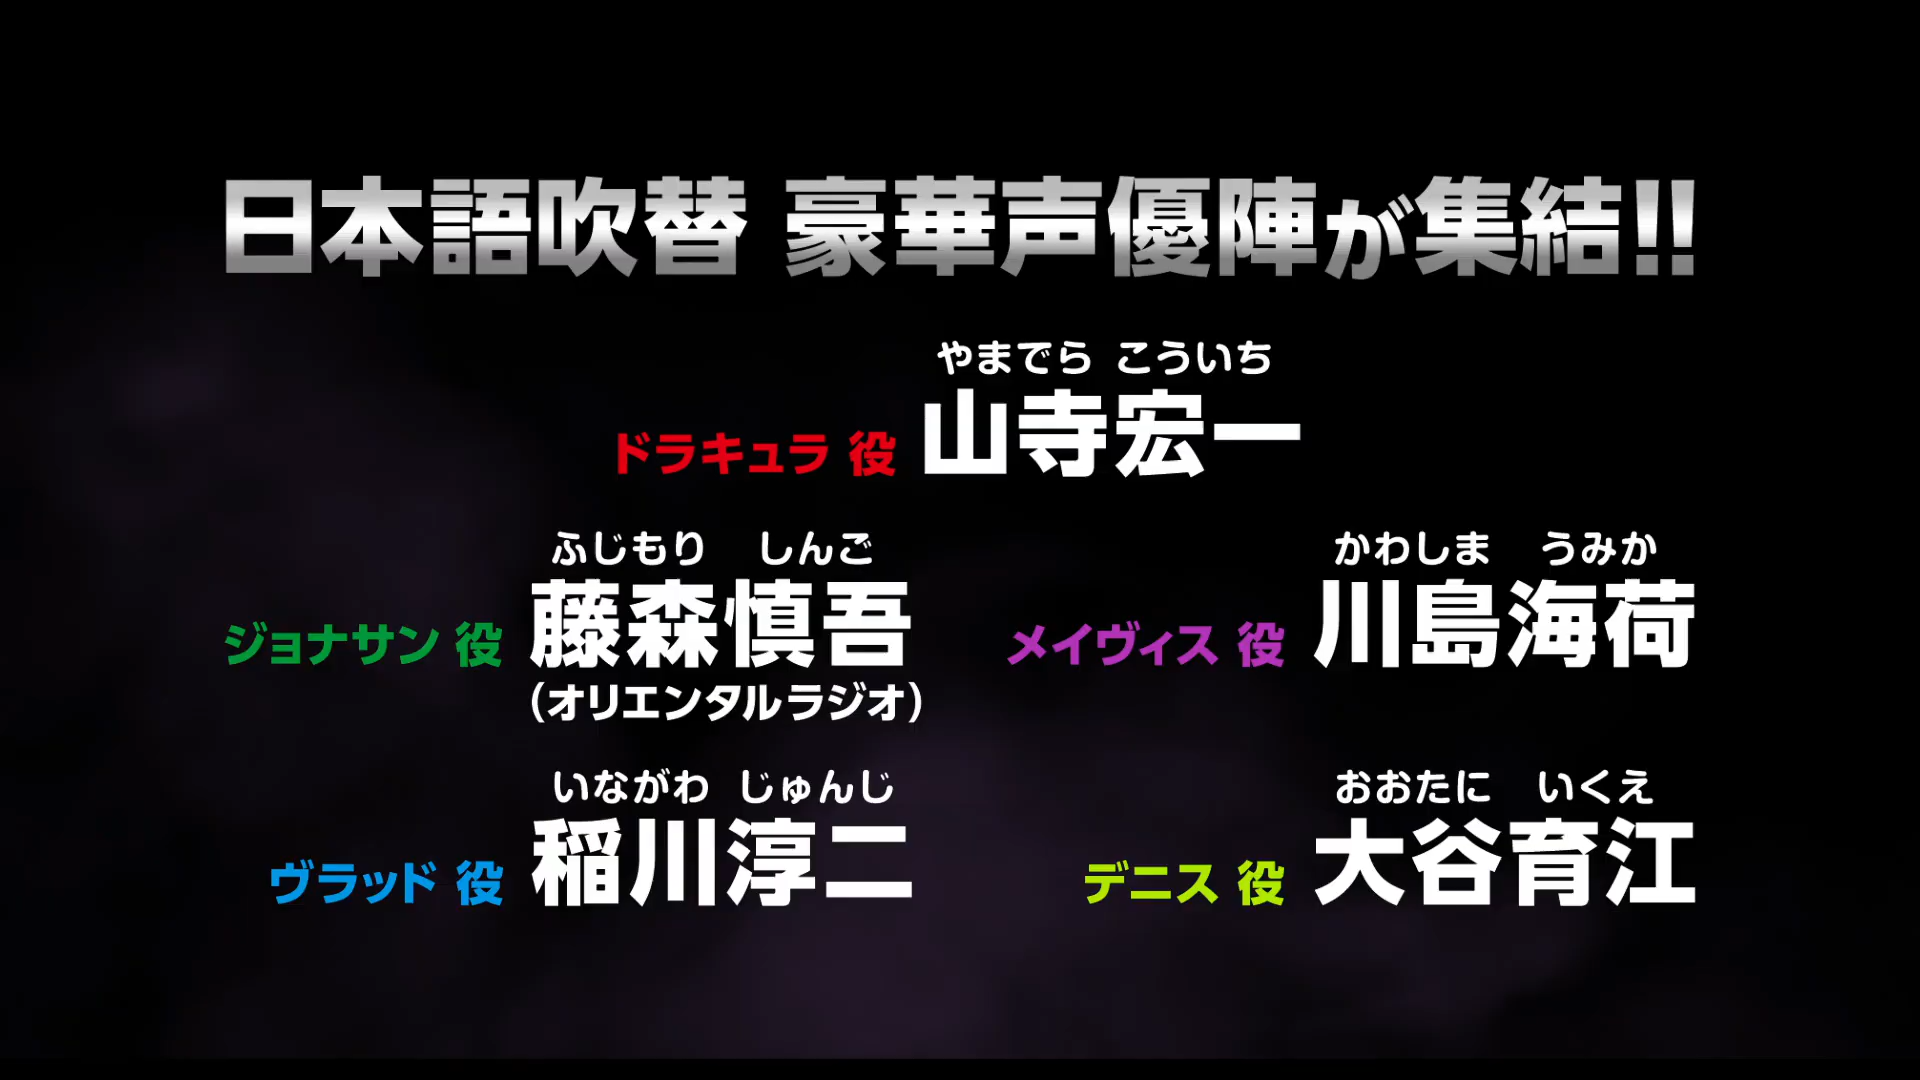 日本語吹替 豪華声優陣が集結!!
やまでら こういち
ドラキュラ 役 山寺宏一
ふじもり しんご
ジョナサン 役 藤森慎吾
(オリエンタルラジオ)
かわしま うみか
メイヴィス 役 川島海荷
いながわ じゅんじ
ヴラッド 役 稲川淳二
おおたに いくえ
デニス 役 大谷育江